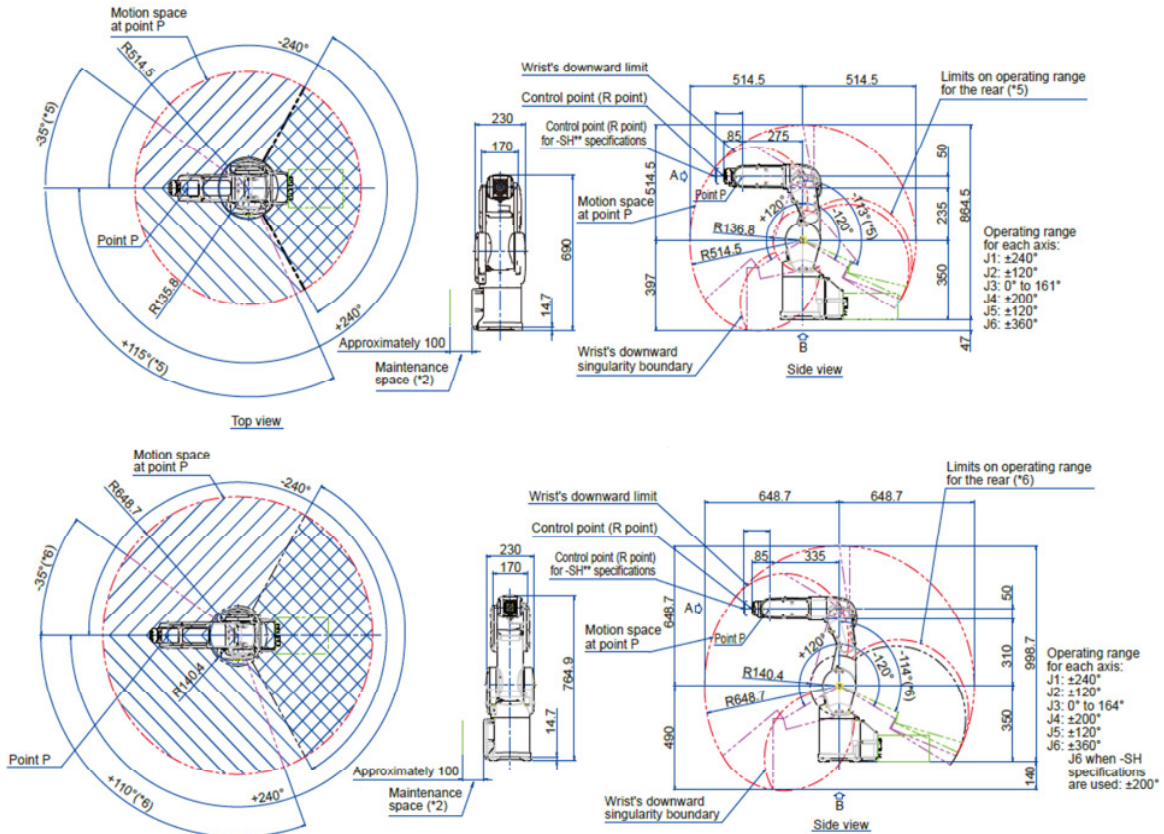 Motion space
at point P
-240°
R514.5
-35°(*5)
Point P
R135.8
+240°
+115°(*5)
Top view
230
170
690
14.7
Approximately 100
Maintenance
space (*2)
Wrist's downward limit
Control point (R point)
Control point (R point)
for -SH** specifications
514.5
514.5
Limits on operating range
for the rear (*5)
85
275
50
A
514.5
Point P
Motion space
at point P
+120°
-120°
-123°(*5)
235
864.5
R136.8
R514.5
397
350
47
B
Wrist's downward
singularity boundary
Side view
Operating range
for each axis:
J1: ±240°
J2: ±120°
J3: 0° to 161°
J4: ±200°
J5: ±120°
J6: ±360°
Motion space
at point P
-240°
R648.7
-35°(*6)
R140.4
Point P
+240°
+110°(*6)
230
170
764.9
14.7
Approximately 100
Maintenance
space (*2)
Wrist's downward limit
Control point (R point)
Control point (R point)
for -SH** specifications
648.7
648.7
Limits on operating range
for the rear (*6)
85
335
50
A
648.7
Point P
Motion space
at point P
+120°
-120°
-114°(*6)
310
998.7
R140.4
R648.7
490
350
140
B
Wrist's downward
singularity boundary
Side view
Operating range
for each axis:
J1: ±240°
J2: ±120°
J3: 0° to 164°
J4: ±200°
J5: ±120°
J6: ±360°
J6 when -SH
specifications
are used: ±200°